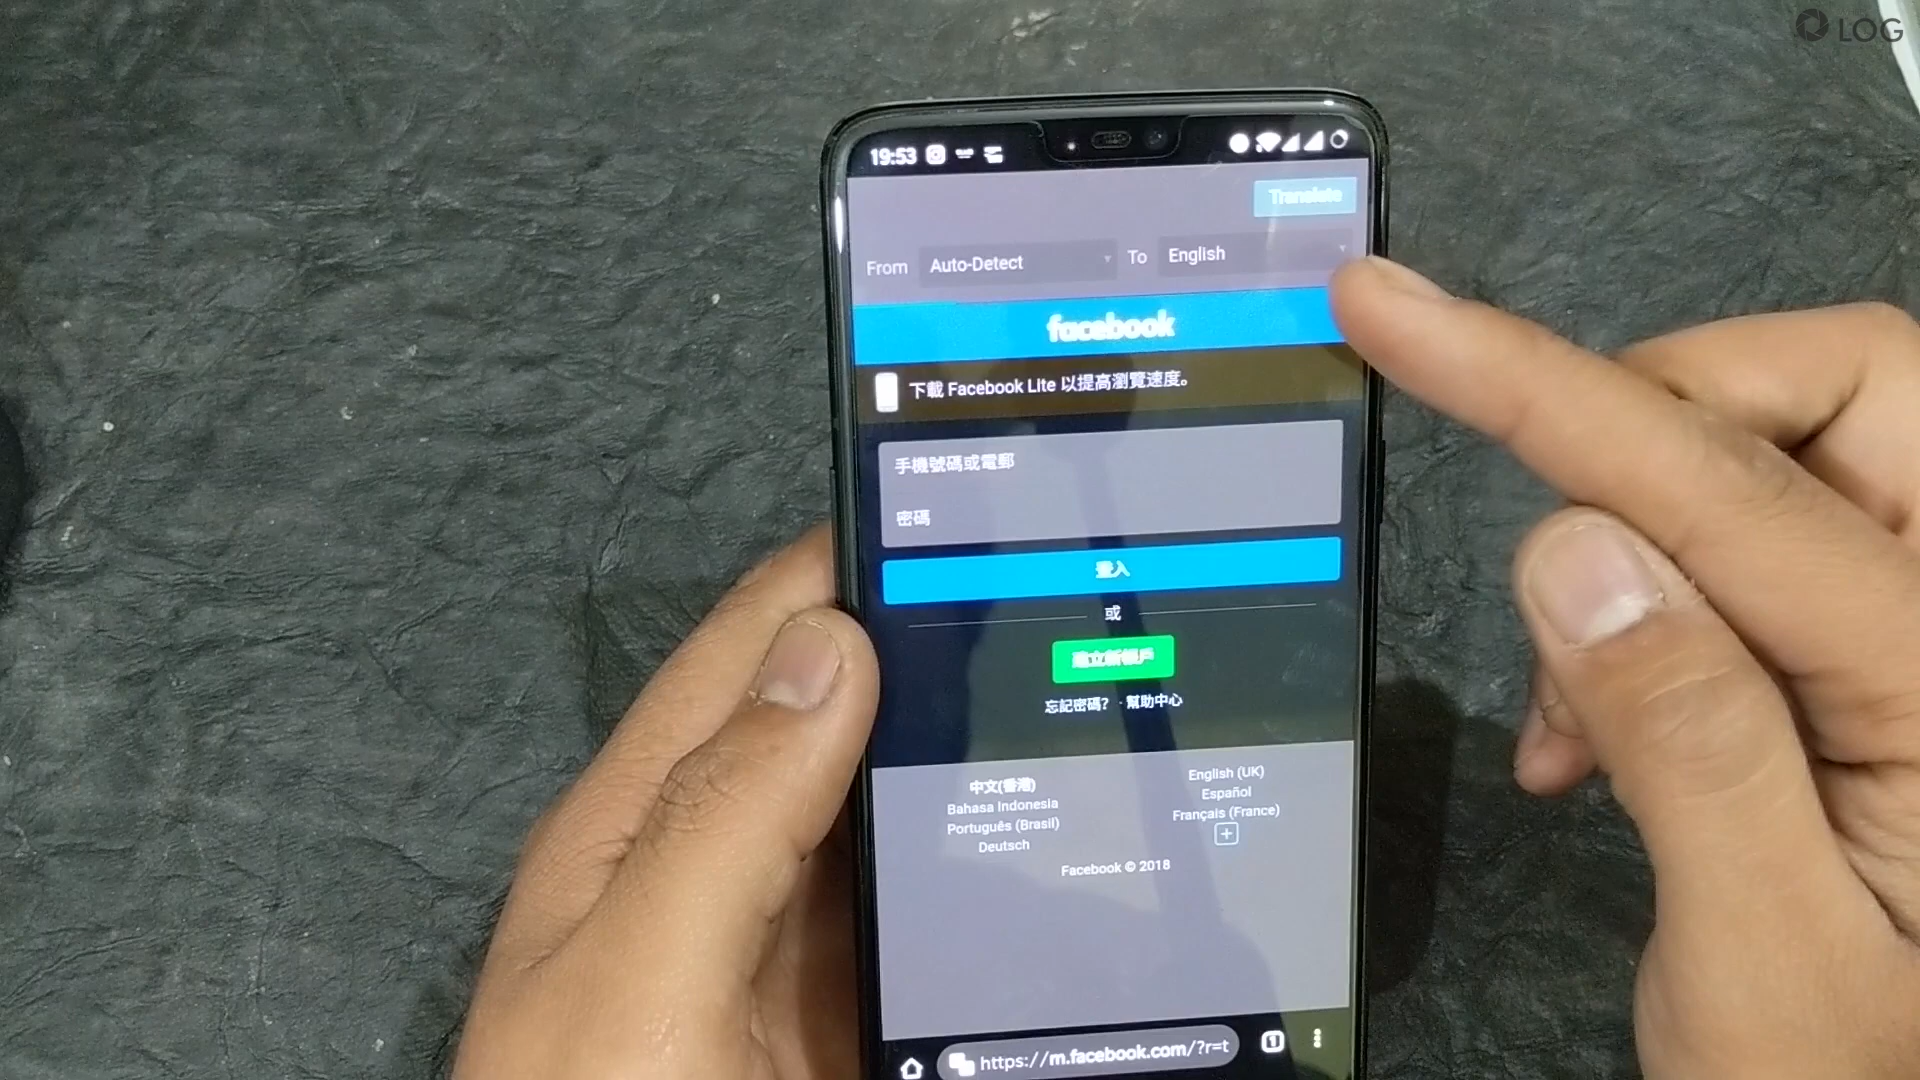 LOG
19:53
Translate
From Auto-Detect To English
facebook
下載 Facebook Lite 以提高瀏覽速度。
手機號碼或電郵
密碼
登入
或
建立新帳戶
忘記密碼? · 幫助中心
中文(香港)
English (UK)
Bahasa Indonesia
Español
Português (Brasil)
Français (France)
Deutsch
Facebook © 2018
https://m.facebook.com/?r=t
1